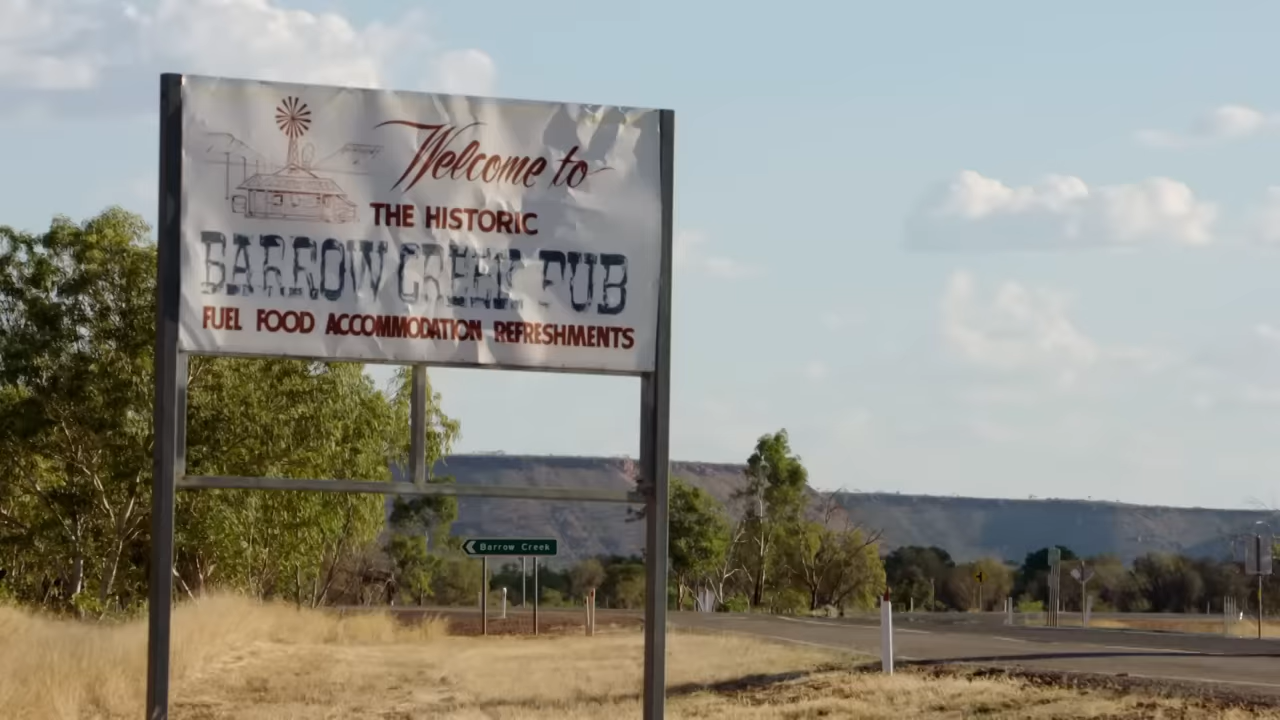 Welcome to
THE HISTORIC
BARROW CREEK PUB
FUEL FOOD ACCOMMODATION REFRESHMENTS
Barrow Creek